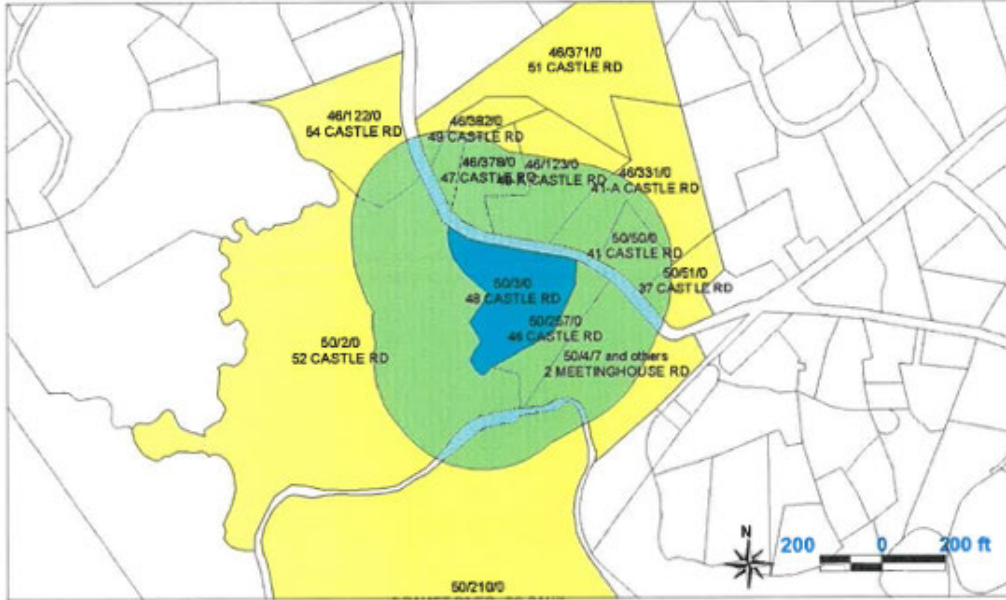 46/371/0
51 CASTLE RD
46/122/0
54 CASTLE RD
46/382/0
49 CASTLE RD
46/378/0
47 CASTLE RD
46/123/0
CASTLE RD
46/331/0
41-A CASTLE RD
50/50/0
41 CASTLE RD
50/51/0
37 CASTLE RD
50/3/0
48 CASTLE RD
50/257/0
46 CASTLE RD
50/2/0
52 CASTLE RD
50/4/7 and others
2 MEETINGHOUSE RD
N
200 0 200 ft
50/210/0